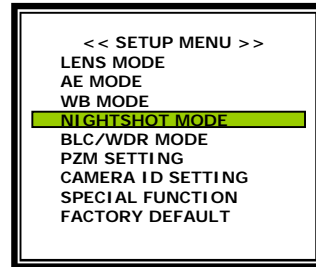 << SETUP MENU >>
LENS MODE
AE MODE
WB MODE
NIGHTSHOT MODE
BLC/WDR MODE
PZM SETTING
CAMERA ID SETTING
SPECIAL FUNCTION
FACTORY DEFAULT